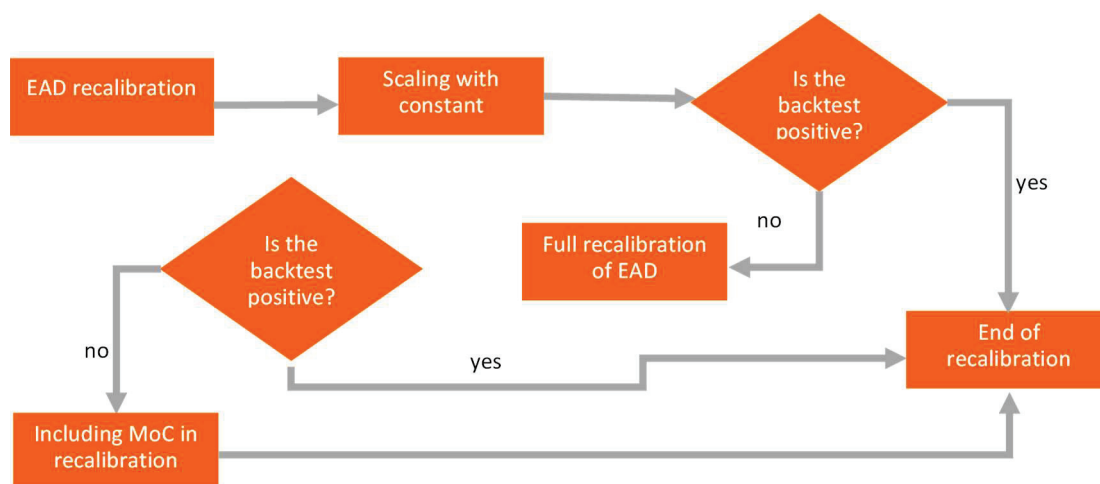 EAD recalibration
Scaling with
constant
Is the
backtest
positive?
yes
no
Full recalibration
of EAD
Is the
backtest
positive?
no
yes
End of
recalibration
Including MoC in
recalibration